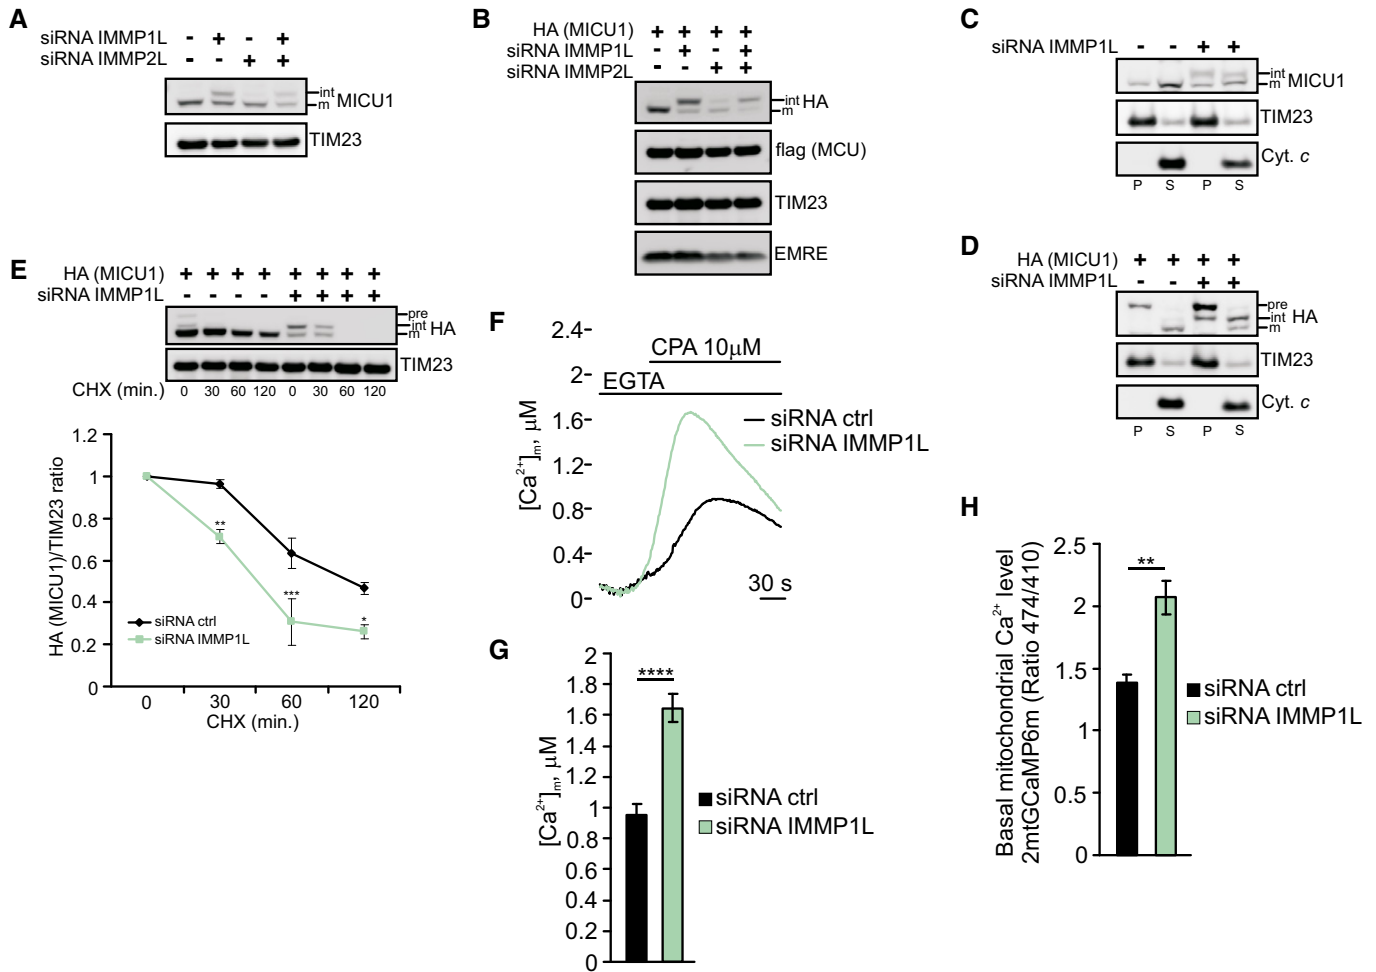 A
siRNA IMMP1L - + - +
siRNA IMMP2L - - + +
int
m MICU1
TIM23
B
HA (MICU1) + + + +
siRNA IMMP1L - + - +
siRNA IMMP2L - - + +
int HA
m
flag (MCU)
TIM23
EMRE
C
siRNA IMMP1L - - + +
int
m MICU1
TIM23
Cyt. c
P S P S
D
HA (MICU1) + + + +
siRNA IMMP1L - - + +
pre
int HA
m
TIM23
Cyt. c
P S P S
E
HA (MICU1) + + + + + + + +
siRNA IMMP1L - - - - + + + +
pre
int HA
m
TIM23
CHX (min.) 0 30 60 120 0 30 60 120
HA (MICU1)/TIM23 ratio
1.2
1
0.8
0.6
0.4
0.2
0
**
***
*
siRNA ctrl
siRNA IMMP1L
0 30 60 120
CHX (min.)
F
[Ca2+]m, µM
2.4
2
1.6
1.2
0.8
0.4
0
CPA 10µM
EGTA
siRNA ctrl
siRNA IMMP1L
30 s
G
[Ca2+]m, µM
2
1.8
1.6
1.4
1.2
1
0.8
0.6
0.4
0.2
0
****
siRNA ctrl
siRNA IMMP1L
H
Basal mitochondrial Ca2+ level
2mtGCaMP6m (Ratio 474/410)
2.5
2
1.5
1
0.5
0
**
siRNA ctrl
siRNA IMMP1L